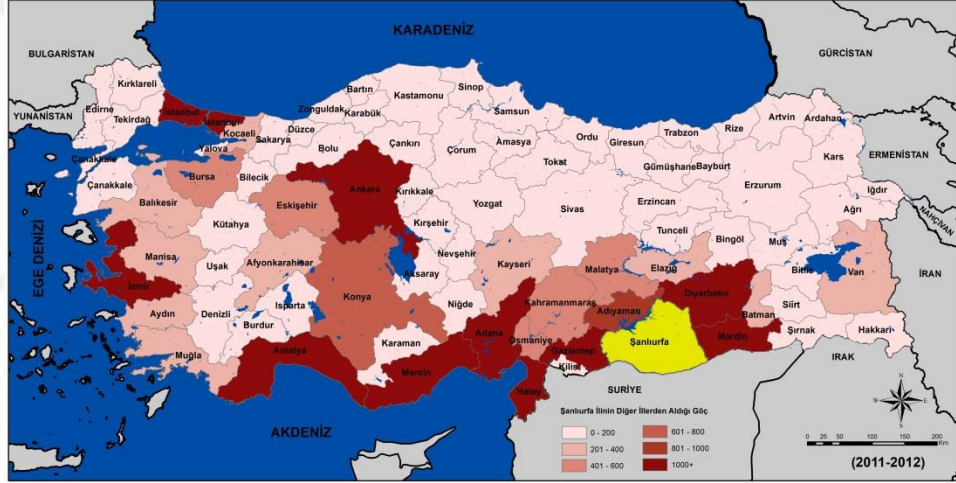 KARADENİZ
BULGARİSTAN
GÜRCİSTAN
YUNANİSTAN
ERMENİSTAN
NAHÇİVAN
İRAN
IRAK
SURİYE
AKDENİZ
EGE DENİZİ
Kırklareli
Edirne
Tekirdağ
İstanbul
İstanbul
Kocaeli
Yalova
Sakarya
Düzce
Zonguldak
Bartın
Karabük
Kastamonu
Sinop
Samsun
Ordu
Giresun
Trabzon
Rize
Artvin
Ardahan
Kars
Iğdır
Ağrı
Çanakkale
Çanakkale
Balıkesir
Bursa
Bilecik
Bolu
Çankırı
Çorum
Amasya
Tokat
Gümüşhane
Bayburt
Erzurum
Erzincan
Eskişehir
Ankara
Kırıkkale
Yozgat
Sivas
Kütahya
Kırşehir
Tunceli
Bingöl
Muş
Manisa
Uşak
Afyonkarahisar
Nevşehir
Kayseri
Malatya
Elazığ
Bitlis
Van
İzmir
Aksaray
Konya
Isparta
Niğde
Kahramanmaraş
Adıyaman
Diyarbakır
Batman
Siirt
Aydın
Denizli
Burdur
Karaman
Adana
Osmaniye
Gaziantep
Kilis
Şanlıurfa
Mardin
Şırnak
Hakkari
Muğla
Antalya
Mersin
Hatay
N
W
E
S
Şanlıurfa İlinin Diğer İllerden Aldığı Göç
0 - 200
201 - 400
401 - 600
601 - 800
801 - 1000
1000+
0 25 50 100 150 200
Km
(2011-2012)